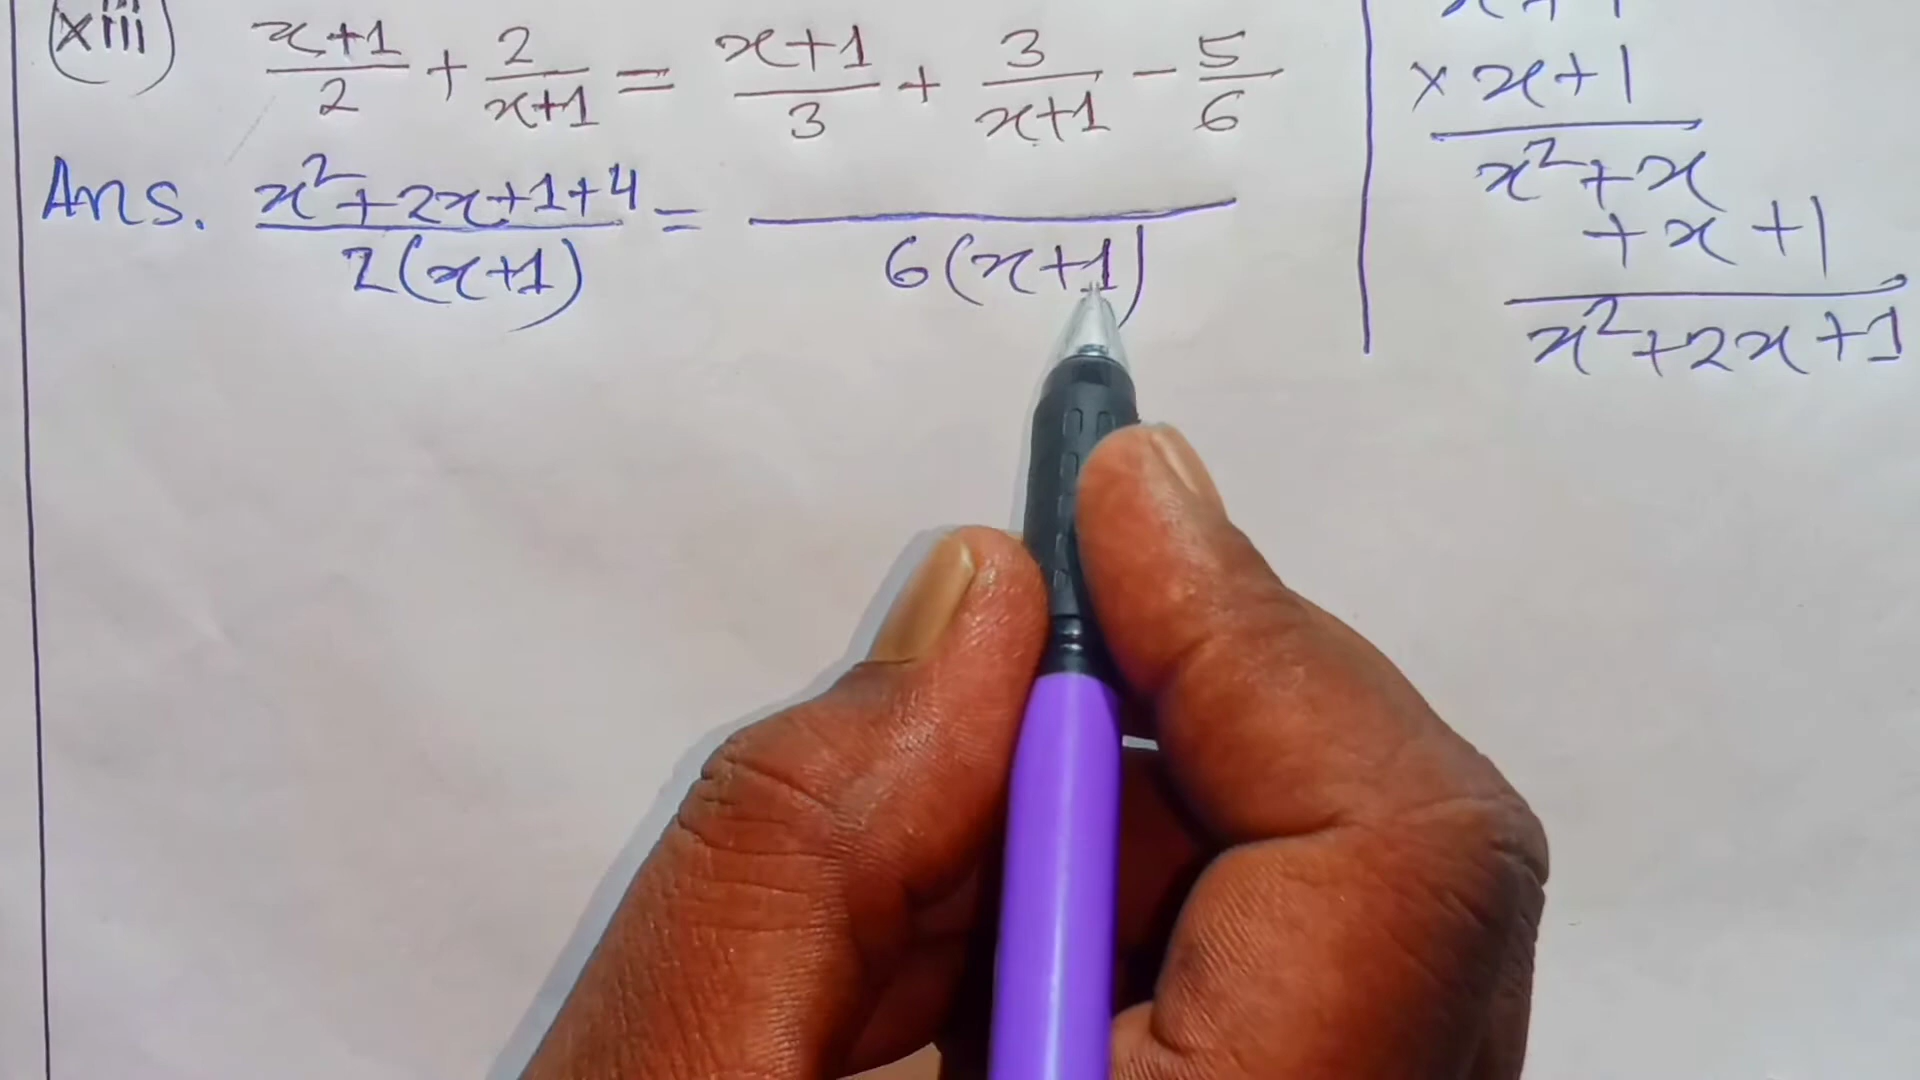 (xiii) (x+1)/2 + 2/(x+1) = (x+1)/3 + 3/(x+1) - 5/6
Ans. (x²+2x+1+4)/(2(x+1)) = /(6(x+1))
x+1
× x+1
x²+x
+x+1
x²+2x+1